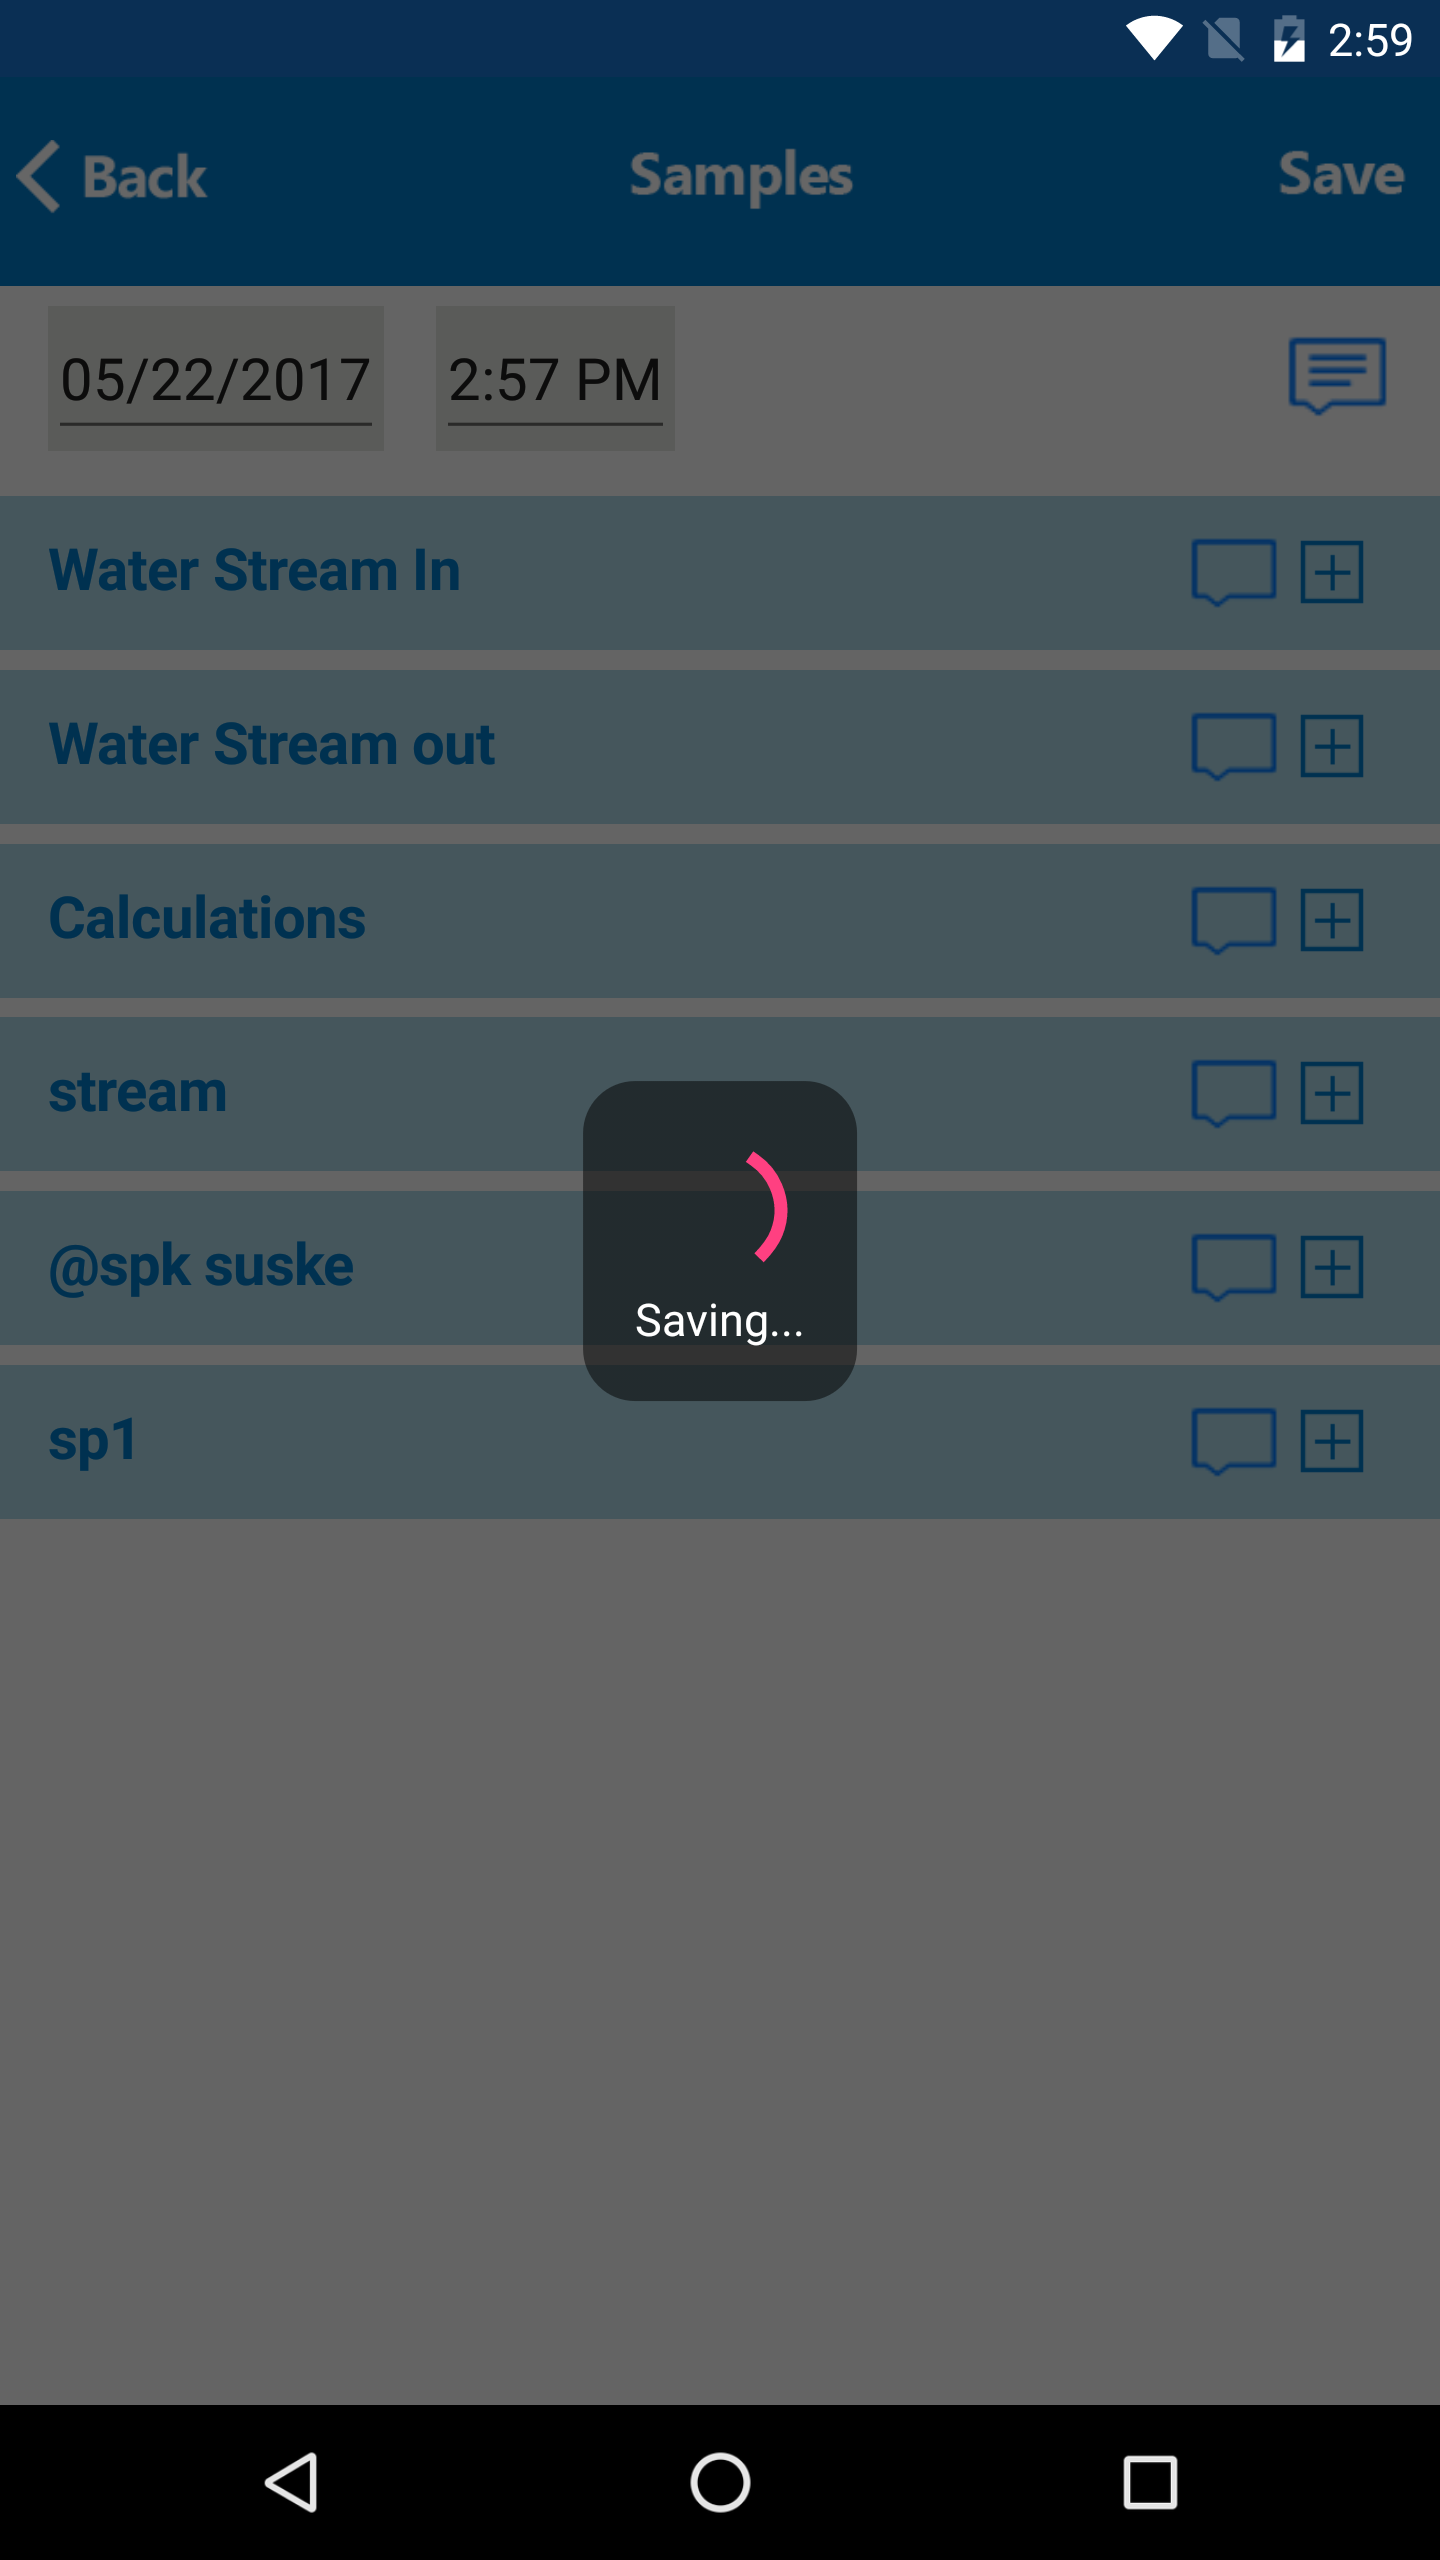 2:59
Back Samples Save
05/22/2017 2:57 PM
Water Stream In
Water Stream out
Calculations
stream
@spk suske
Saving...
sp1